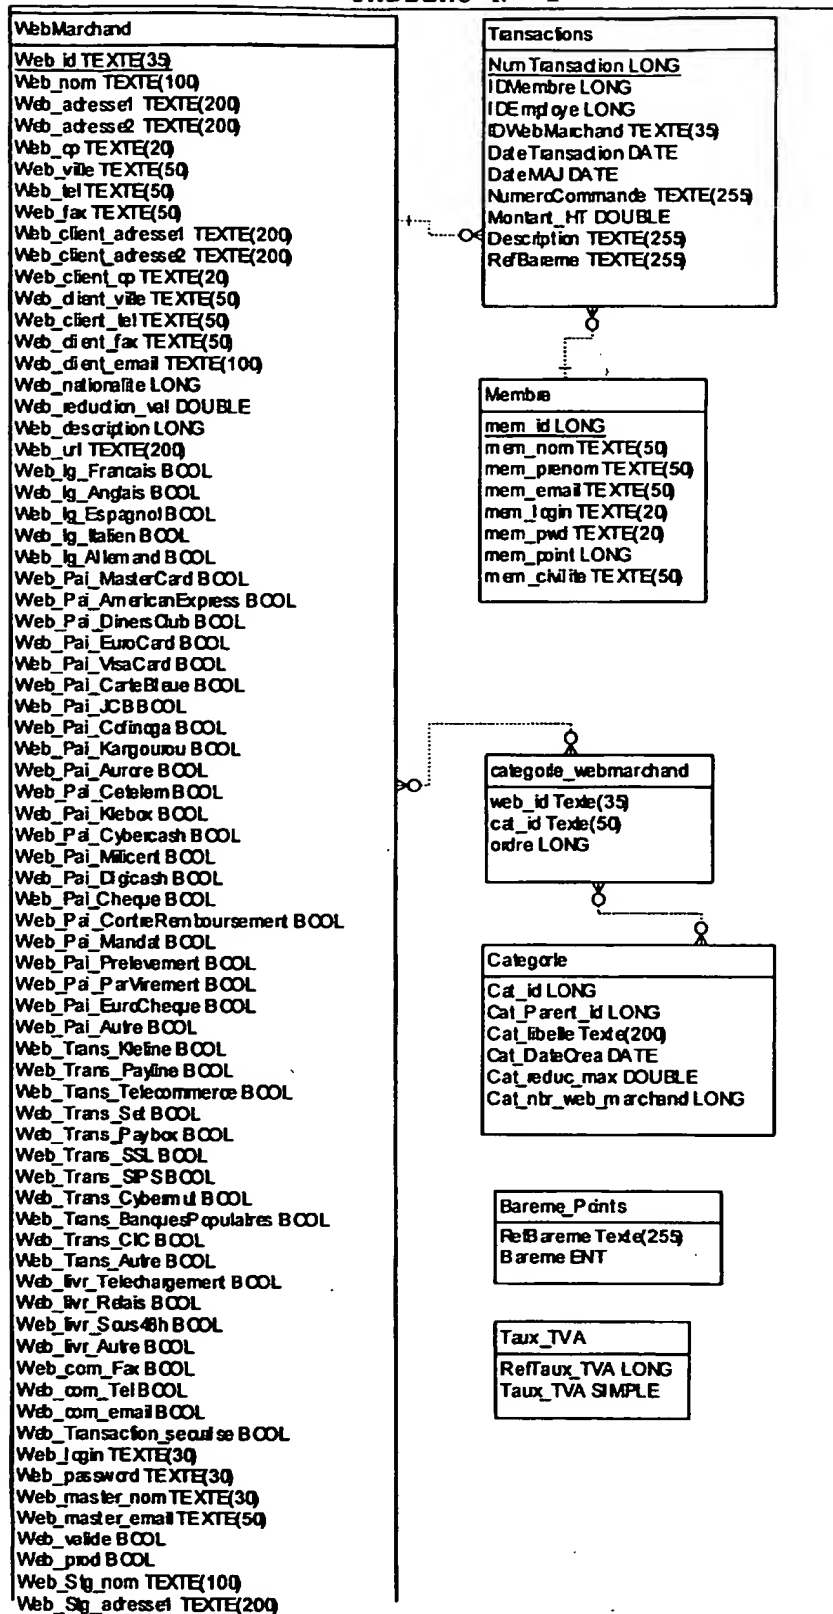 WebMarchand
Web_id TEXTE(35)
Web_nom TEXTE(100)
Web_adresse1 TEXTE(200)
Web_adresse2 TEXTE(200)
Web_cp TEXTE(20)
Web_ville TEXTE(50)
Web_tel TEXTE(50)
Web_fax TEXTE(50)
Web_client_adresse1 TEXTE(200)
Web_client_adresse2 TEXTE(200)
Web_client_cp TEXTE(20)
Web_client_ville TEXTE(50)
Web_client_tel TEXTE(50)
Web_client_fax TEXTE(50)
Web_client_email TEXTE(100)
Web_nationalite LONG
Web_reduction_val DOUBLE
Web_description LONG
Web_url TEXTE(200)
Web_lg_Francais BOOL
Web_lg_Anglais BOOL
Web_lg_Espagnol BOOL
Web_lg_Italien BOOL
Web_lg_Allemand BOOL
Web_Pai_MasterCard BOOL
Web_Pai_AmericanExpress BOOL
Web_Pai_DinersClub BOOL
Web_Pai_EuroCard BOOL
Web_Pai_VisaCard BOOL
Web_Pai_CarteBleue BOOL
Web_Pai_JCB BOOL
Web_Pai_Cofinoga BOOL
Web_Pai_Kangourou BOOL
Web_Pai_Aurore BOOL
Web_Pai_Cetelem BOOL
Web_Pai_Klebox BOOL
Web_Pai_Cybercash BOOL
Web_Pai_Millicert BOOL
Web_Pai_Digicash BOOL
Web_Pai_Cheque BOOL
Web_Pai_ContreRemboursement BOOL
Web_Pai_Mandat BOOL
Web_Pai_Prelevement BOOL
Web_Pai_ParVirement BOOL
Web_Pai_EuroCheque BOOL
Web_Pai_Autre BOOL
Web_Trans_Kleline BOOL
Web_Trans_Payline BOOL
Web_Trans_Telecommerce BOOL
Web_Trans_Set BOOL
Web_Trans_Paybox BOOL
Web_Trans_SSL BOOL
Web_Trans_SIPS BOOL
Web_Trans_Cybermut BOOL
Web_Trans_BanquesPopulaires BOOL
Web_Trans_CIC BOOL
Web_Trans_Autre BOOL
Web_livr_Telechargement BOOL
Web_livr_Relais BOOL
Web_livr_Sous48h BOOL
Web_livr_Autre BOOL
Web_com_Fax BOOL
Web_com_Tel BOOL
Web_com_email BOOL
Web_Transaction_securise BOOL
Web_login TEXTE(30)
Web_password TEXTE(30)
Web_master_nom TEXTE(30)
Web_master_email TEXTE(50)
Web_valide BOOL
Web_prod BOOL
Web_Stg_nom TEXTE(100)
Web_Stg_adresse1 TEXTE(200)
Transactions
NumTransaction LONG
IDMembre LONG
IDEmploye LONG
IDWebMarchand TEXTE(35)
DateTransaction DATE
DateMAJ DATE
NumeroCommande TEXTE(255)
Montant_HT DOUBLE
Description TEXTE(255)
RefBareme TEXTE(255)
Membre
mem_id LONG
mem_nom TEXTE(50)
mem_prenom TEXTE(50)
mem_email TEXTE(50)
mem_login TEXTE(20)
mem_pwd TEXTE(20)
mem_point LONG
mem_civilite TEXTE(50)
categorie_webmarchand
web_id Texte(35)
cat_id Texte(50)
ordre LONG
Categorie
Cat_id LONG
Cat_Parent_id LONG
Cat_libelle Texte(200)
Cat_DateCrea DATE
Cat_reduc_max DOUBLE
Cat_nbr_web_marchand LONG
Bareme_Points
RefBareme Texte(255)
Bareme ENT
Taux_TVA
RefTaux_TVA LONG
Taux_TVA SIMPLE